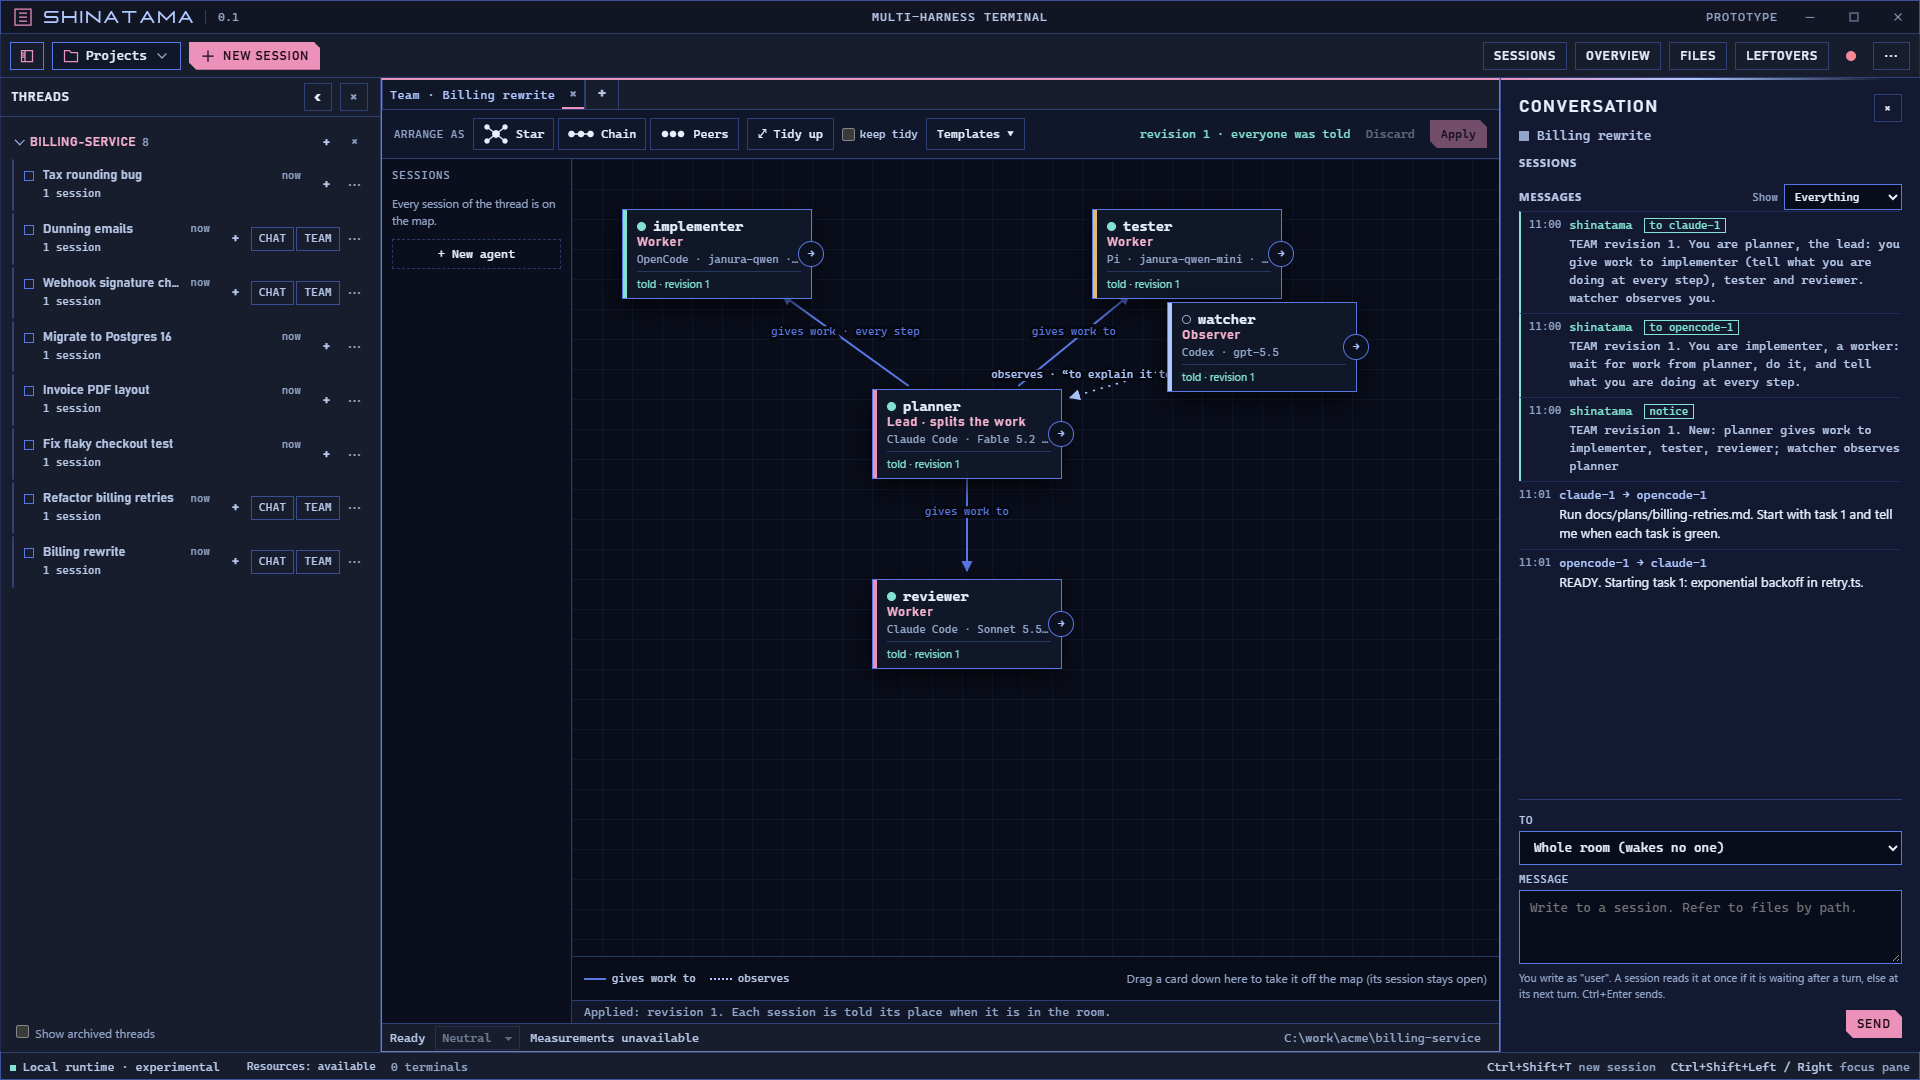 SHINATAMA 0.1
MULTI-HARNESS TERMINAL
PROTOTYPE
Projects
+ NEW SESSION
SESSIONS
OVERVIEW
FILES
LEFTOVERS
...
THREADS
BILLING-SERVICE 8
Tax rounding bug now
1 session
Dunning emails now
1 session
CHAT TEAM
Webhook signature ch… now
1 session
CHAT TEAM
Migrate to Postgres 16 now
1 session
Invoice PDF layout now
1 session
Fix flaky checkout test now
1 session
Refactor billing retries now
1 session
CHAT TEAM
Billing rewrite now
1 session
CHAT TEAM
Show archived threads
Team · Billing rewrite × +
ARRANGE AS Star Chain Peers Tidy up keep tidy Templates ▾
revision 1 · everyone was told Discard Apply
SESSIONS
Every session of the thread is on
the map.
+ New agent
implementer
Worker
OpenCode · janura-qwen ·…
told · revision 1
tester
Worker
Pi · janura-qwen-mini · …
told · revision 1
gives work · every step
gives work to
watcher
Observer
Codex · gpt-5.5
told · revision 1
observes · “to explain it to
planner
Lead · splits the work
Claude Code · Fable 5.2 …
told · revision 1
gives work to
reviewer
Worker
Claude Code · Sonnet 5.5…
told · revision 1
gives work to
observes
Drag a card down here to take it off the map (its session stays open)
Applied: revision 1. Each session is told its place when it is in the room.
Ready Neutral Measurements unavailable
C:\work\acme\billing-service
CONVERSATION
Billing rewrite
SESSIONS
MESSAGES
Show Everything
11:00 shinatama to claude-1
TEAM revision 1. You are planner, the lead: you
give work to implementer (tell what you are
doing at every step), tester and reviewer.
watcher observes you.
11:00 shinatama to opencode-1
TEAM revision 1. You are implementer, a worker:
wait for work from planner, do it, and tell
what you are doing at every step.
11:00 shinatama notice
TEAM revision 1. New: planner gives work to
implementer, tester, reviewer; watcher observes
planner
11:01 claude-1 → opencode-1
Run docs/plans/billing-retries.md. Start with task 1 and tell
me when each task is green.
11:01 opencode-1 → claude-1
READY. Starting task 1: exponential backoff in retry.ts.
TO
Whole room (wakes no one)
MESSAGE
Write to a session. Refer to files by path.
You write as "user". A session reads it at once if it is waiting after a turn, else at
its next turn. Ctrl+Enter sends.
SEND
Local runtime · experimental
Resources: available
0 terminals
Ctrl+Shift+T new session
Ctrl+Shift+Left / Right focus pane